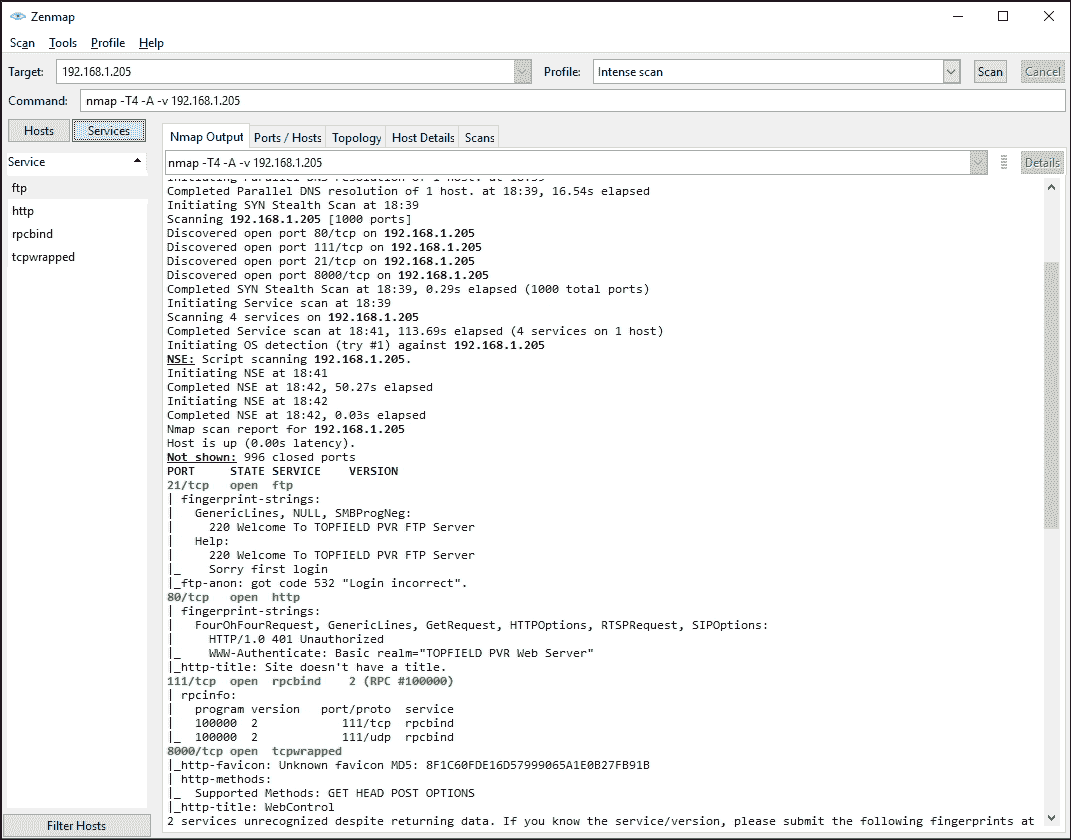 Zenmap
Scan Tools Profile Help
Target: 192.168.1.205 Profile: Intense scan Scan Cancel
Command: nmap -T4 -A -v 192.168.1.205
Hosts Services
Nmap Output Ports / Hosts Topology Host Details Scans
Service
nmap -T4 -A -v 192.168.1.205 Details
ftp
http
rpcbind
tcpwrapped
Initiating Parallel DNS resolution of 1 host. at 18:39
Completed Parallel DNS resolution of 1 host. at 18:39, 16.54s elapsed
Initiating SYN Stealth Scan at 18:39
Scanning 192.168.1.205 [1000 ports]
Discovered open port 80/tcp on 192.168.1.205
Discovered open port 111/tcp on 192.168.1.205
Discovered open port 21/tcp on 192.168.1.205
Discovered open port 8000/tcp on 192.168.1.205
Completed SYN Stealth Scan at 18:39, 0.29s elapsed (1000 total ports)
Initiating Service scan at 18:39
Scanning 4 services on 192.168.1.205
Completed Service scan at 18:41, 113.69s elapsed (4 services on 1 host)
Initiating OS detection (try #1) against 192.168.1.205
NSE: Script scanning 192.168.1.205.
Initiating NSE at 18:41
Completed NSE at 18:42, 50.27s elapsed
Initiating NSE at 18:42
Completed NSE at 18:42, 0.03s elapsed
Nmap scan report for 192.168.1.205
Host is up (0.00s latency).
Not shown: 996 closed ports
PORT STATE SERVICE VERSION
21/tcp open ftp
| fingerprint-strings:
| GenericLines, NULL, SMBProgNeg:
| 220 Welcome To TOPFIELD PVR FTP Server
| Help:
| 220 Welcome To TOPFIELD PVR FTP Server
|_ Sorry first login
|_ftp-anon: got code 532 "Login incorrect".
80/tcp open http
| fingerprint-strings:
| FourOhFourRequest, GenericLines, GetRequest, HTTPOptions, RTSPRequest, SIPOptions:
| HTTP/1.0 401 Unauthorized
|_ WWW-Authenticate: Basic realm="TOPFIELD PVR Web Server"
|_http-title: Site doesn't have a title.
111/tcp open rpcbind 2 (RPC #100000)
| rpcinfo:
| program version port/proto service
| 100000 2 111/tcp rpcbind
|_ 100000 2 111/udp rpcbind
8000/tcp open tcpwrapped
|_http-favicon: Unknown favicon MD5: 8F1C60FDE16D57999065A1E0B27FB91B
| http-methods:
|_ Supported Methods: GET HEAD POST OPTIONS
|_http-title: WebControl
2 services unrecognized despite returning data. If you know the service/version, please submit the following fingerprints at
Filter Hosts